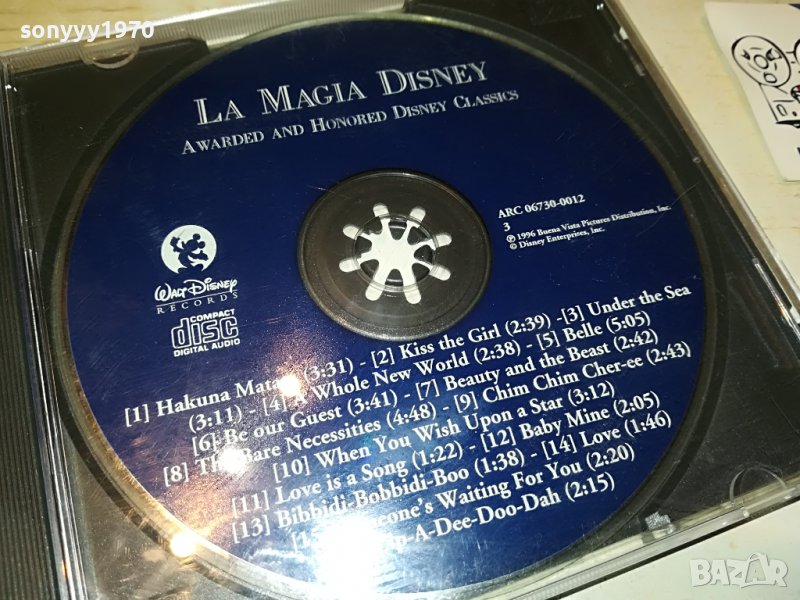 sonyyy1970
LA MAGIA DISNEY
AWARDED AND HONORED DISNEY CLASSICS
ARC 06730-0012
3
℗ 1996 Buena Vista Pictures Distribution, Inc.
© Disney Enterprises, Inc.
WALT DISNEY
RECORDS
COMPACT
disc
DIGITAL AUDIO
[1] Hakuna (3:31) - [2] Kiss the Girl (2:39) -[3] Under the Sea
(3:11) - [4] A Whole New World (2:38) - [5] Belle (5:05)
[6] Be our Guest (3:41) - [7] Beauty and the Beast (2:42)
[8] The Bare Necessities (4:48) - [9] Chim Chim Cher-ee (2:43)
[10] When You Wish Upon a Star (3:12)
[11] Love is a Song (1:22) - [12] Baby Mine (2:05)
[13] Bibbidi-Bobbidi-Boo (1:38) - [14] Love (1:46)
Waiting For You (2:20)
-A-Dee-Doo-Dah (2:15)
BAZAR